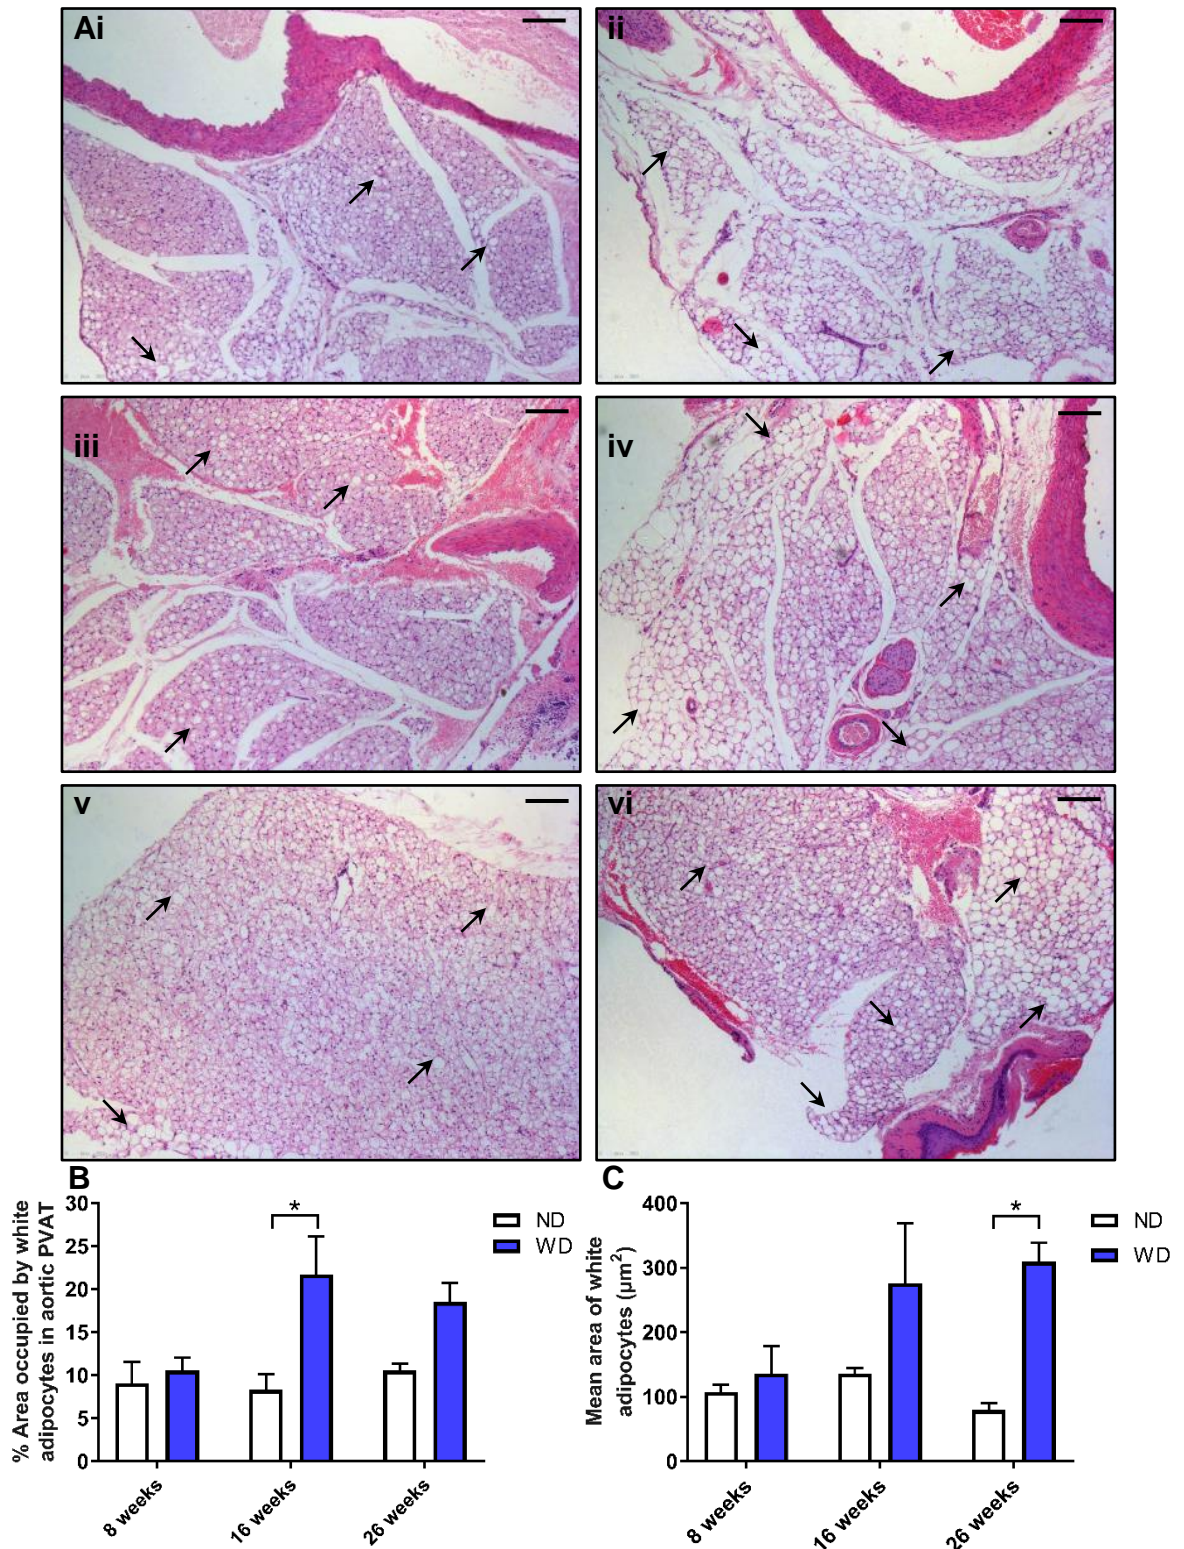 Ai
ii
iii
iv
v
vi
B
% Area occupied by white
adipocytes in aortic PVAT
30
25
20
15
10
5
0
*
ND
WD
8 weeks
16 weeks
26 weeks
C
Mean area of white
adipocytes (µm²)
400
300
200
100
0
*
ND
WD
8 weeks
16 weeks
26 weeks